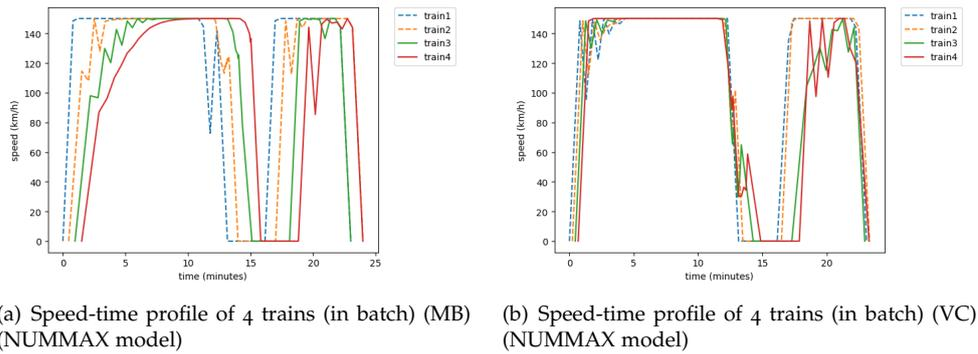 140
120
100
80
60
40
20
0
speed (km/h)
0 5 10 15 20 25
time (minutes)
train1
train2
train3
train4
140
120
100
80
60
40
20
0
speed (km/h)
0 5 10 15 20
time (minutes)
train1
train2
train3
train4
(a) Speed-time profile of 4 trains (in batch) (MB)
(NUMMAX model)
(b) Speed-time profile of 4 trains (in batch) (VC)
(NUMMAX model)